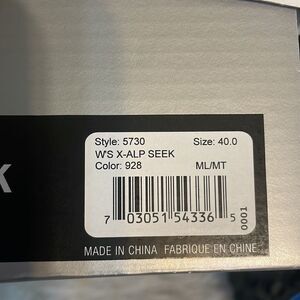 Style: 5730 Size: 40.0
W'S X-ALP SEEK
Color: 928 ML/MT
7 03051 54336 5
0001
K
MADE IN CHINA FABRIQUE EN CHINE